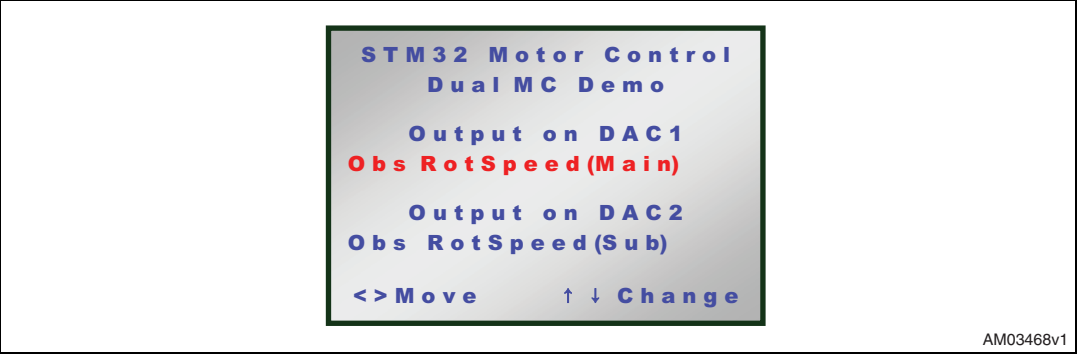 STM32 Motor Control
Dual MC Demo
Output on DAC1
Obs RotSpeed(Main)
Output on DAC2
Obs RotSpeed(Sub)
<>Move ↑ ↓ Change
AM03468v1